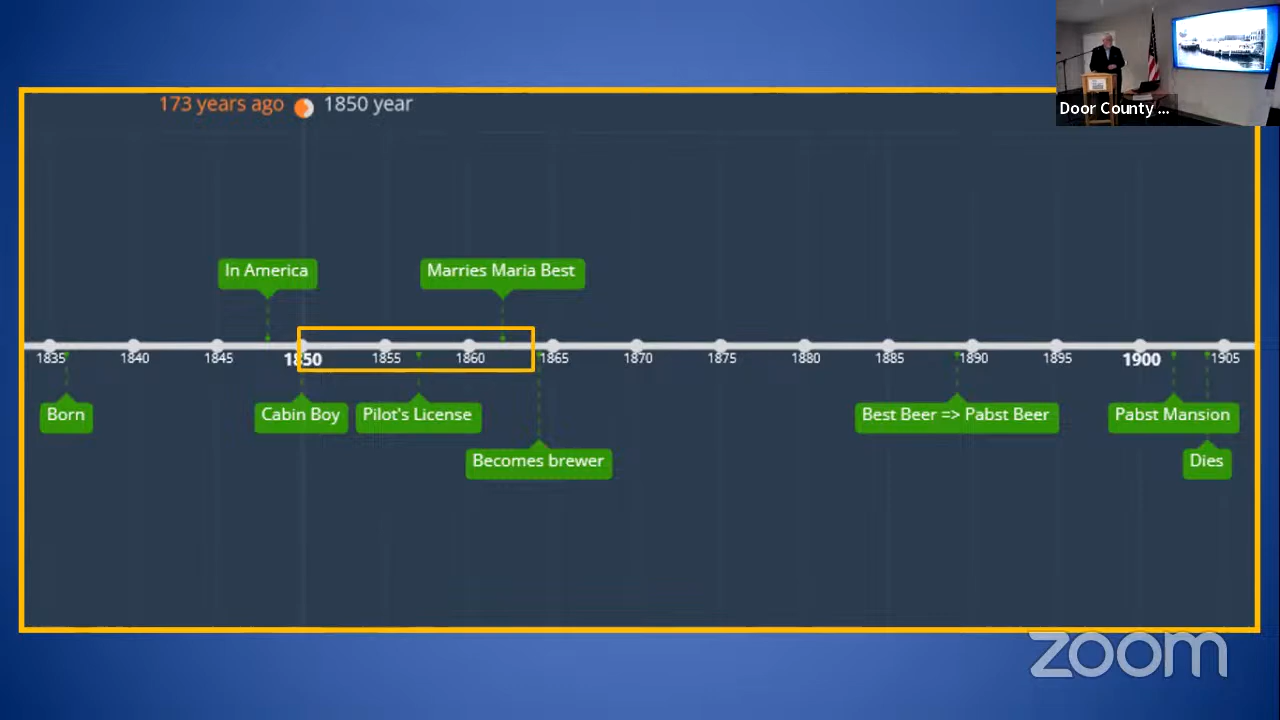 173 years ago 1850 year
Door County ...
In America
Marries Maria Best
1835 1840 1845 1850 1855 1860 1865 1870 1875 1880 1885 1890 1895 1900 1905
Born
Cabin Boy
Pilot's License
Best Beer => Pabst Beer
Pabst Mansion
Becomes brewer
Dies
zoom